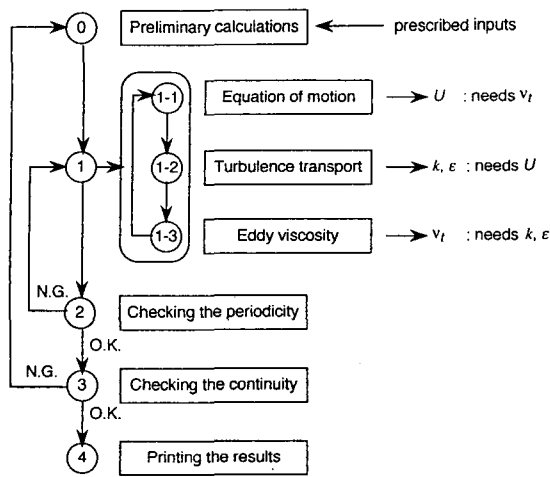 0 Preliminary calculations prescribed inputs
1-1 Equation of motion U : needs νt
1 1-2 Turbulence transport k, ε : needs U
1-3 Eddy viscosity νt : needs k, ε
N.G.
2 Checking the periodicity
O.K.
N.G.
3 Checking the continuity
O.K.
4 Printing the results